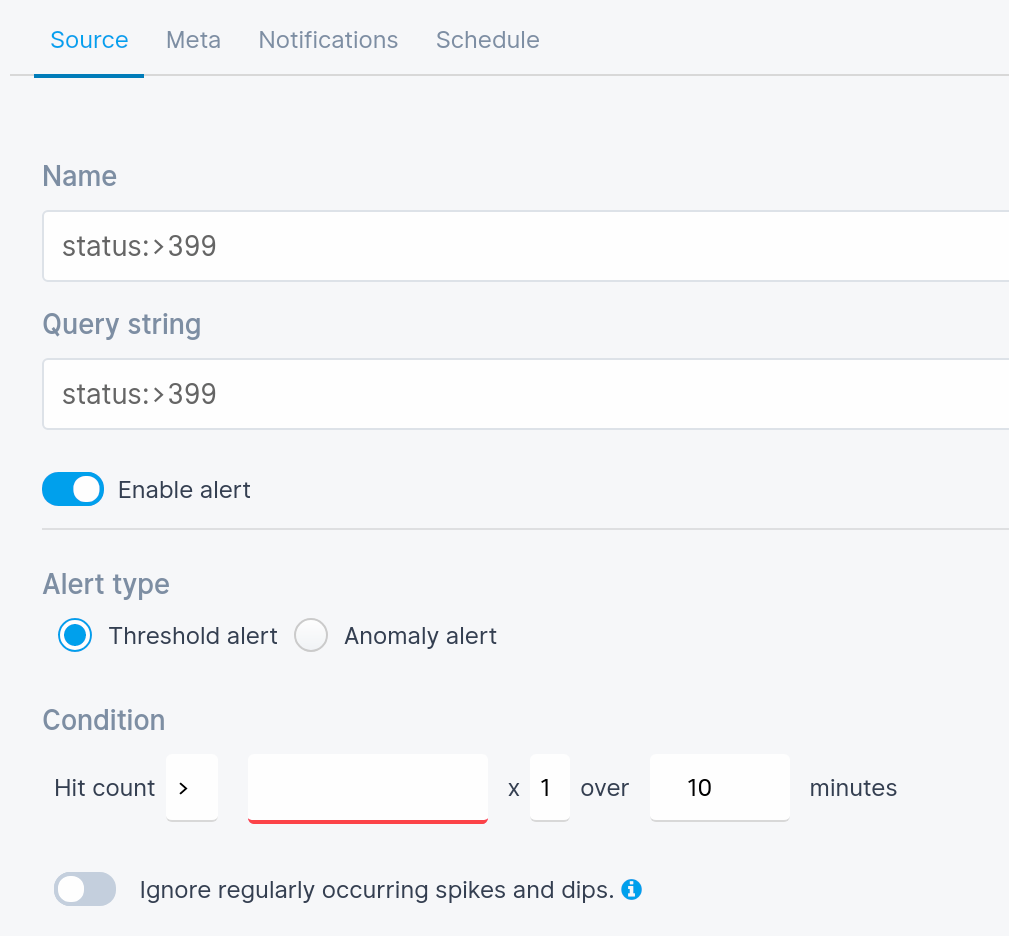 Source Meta Notifications Schedule
Name
status:>399
Query string
status:>399
Enable alert
Alert type
Threshold alert Anomaly alert
Condition
Hit count > x 1 over 10 minutes
Ignore regularly occurring spikes and dips. i